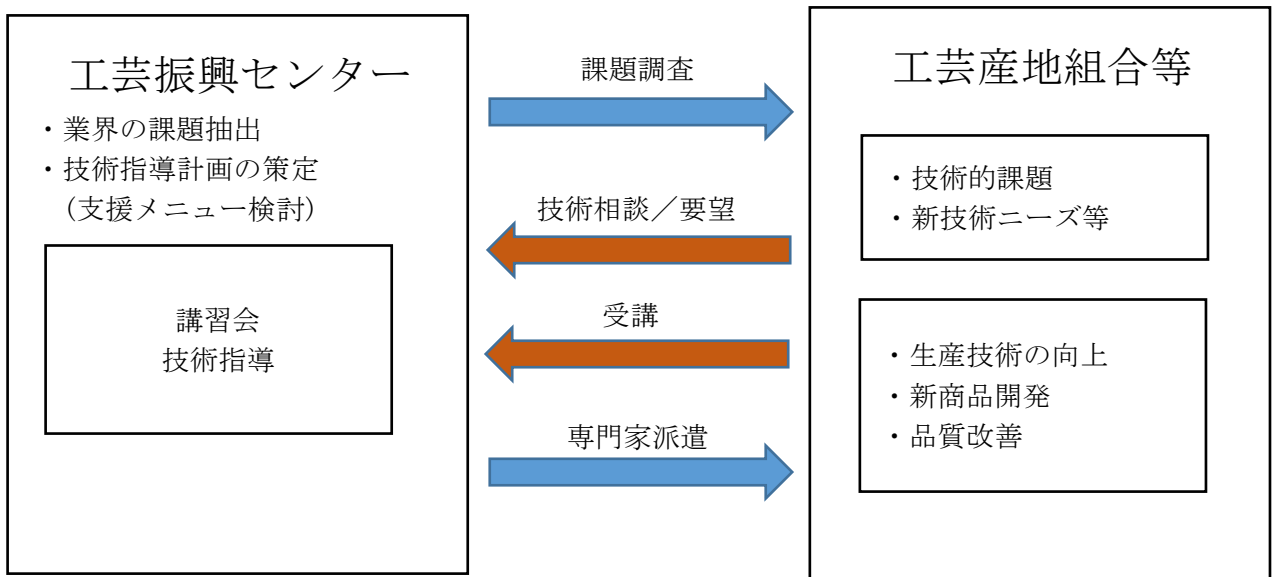 工芸振興センター
・業界の課題抽出
・技術指導計画の策定
(支援メニュー検討)
講習会
技術指導
課題調査
技術相談／要望
受講
専門家派遣
工芸産地組合等
・技術的課題
・新技術ニーズ等
・生産技術の向上
・新商品開発
・品質改善